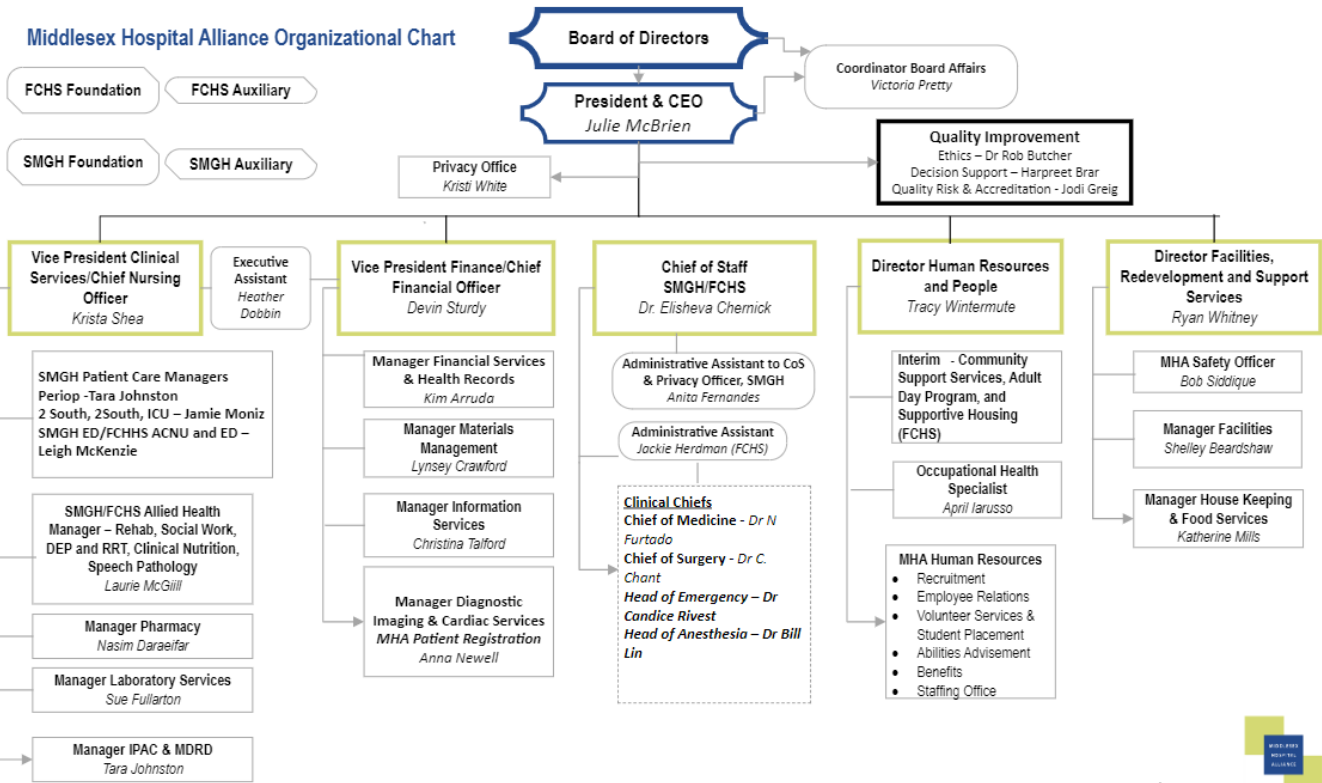 Middlesex Hospital Alliance Organizational Chart
FCHS Foundation
FCHS Auxiliary
SMGH Foundation
SMGH Auxiliary
Board of Directors
President & CEO
Julie McBrien
Coordinator Board Affairs
Victoria Pretty
Privacy Office
Kristi White
Quality Improvement
Ethics – Dr Rob Butcher
Decision Support – Harpreet Brar
Quality Risk & Accreditation - Jodi Greig
Vice President Clinical
Services/Chief Nursing
Officer
Krista Shea
Executive
Assistant
Heather
Dobbin
Vice President Finance/Chief
Financial Officer
Devin Sturdy
Chief of Staff
SMGH/FCHS
Dr. Elisheva Chernick
Director Human Resources
and People
Tracy Wintermute
Director Facilities,
Redevelopment and Support
Services
Ryan Whitney
SMGH Patient Care Managers
Periop -Tara Johnston
2 South, 2South, ICU – Jamie Moniz
SMGH ED/FCHHS ACNU and ED –
Leigh McKenzie
SMGH/FCHS Allied Health
Manager – Rehab, Social Work,
DEP and RRT, Clinical Nutrition,
Speech Pathology
Laurie McGiill
Manager Pharmacy
Nasim Daraeifar
Manager Laboratory Services
Sue Fullarton
Manager IPAC & MDRD
Tara Johnston
Manager Financial Services
& Health Records
Kim Arruda
Manager Materials
Management
Lynsey Crawford
Manager Information
Services
Christina Talford
Manager Diagnostic
Imaging & Cardiac Services
MHA Patient Registration
Anna Newell
Administrative Assistant to CoS
& Privacy Officer, SMGH
Anita Fernandes
Administrative Assistant
Jackie Herdman (FCHS)
Clinical Chiefs
Chief of Medicine - Dr N
Furtado
Chief of Surgery - Dr C.
Chant
Head of Emergency – Dr
Candice Rivest
Head of Anesthesia – Dr Bill
Lin
Interim - Community
Support Services, Adult
Day Program, and
Supportive Housing
(FCHS)
Occupational Health
Specialist
April Iarusso
MHA Human Resources
• Recruitment
• Employee Relations
• Volunteer Services &
Student Placement
• Abilities Advisement
• Benefits
• Staffing Office
MHA Safety Officer
Bob Siddique
Manager Facilities
Shelley Beardshaw
Manager House Keeping
& Food Services
Katherine Mills
MIDDLESEX
HOSPITAL
ALLIANCE